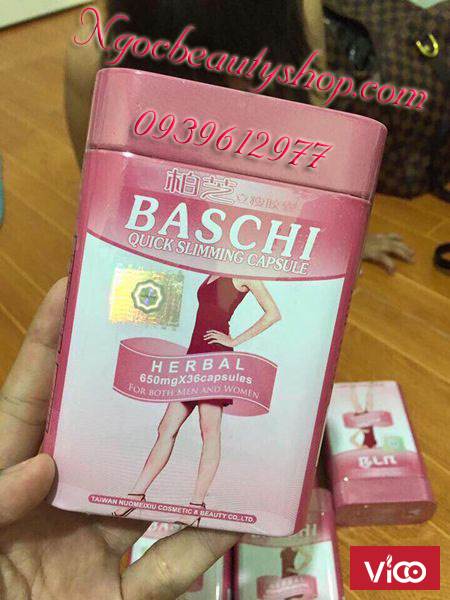 Ngocbeautyshop.com
0939612977
柏芝
BASCHI
QUICK SLIMMING CAPSULE
HERBAL
650mgX36capsules
FOR BOTH MEN AND WOMEN
TAIWAN NUOMEIXIU COSMETIC & BEAUTY CO.,LTD
BASCHI
Vico